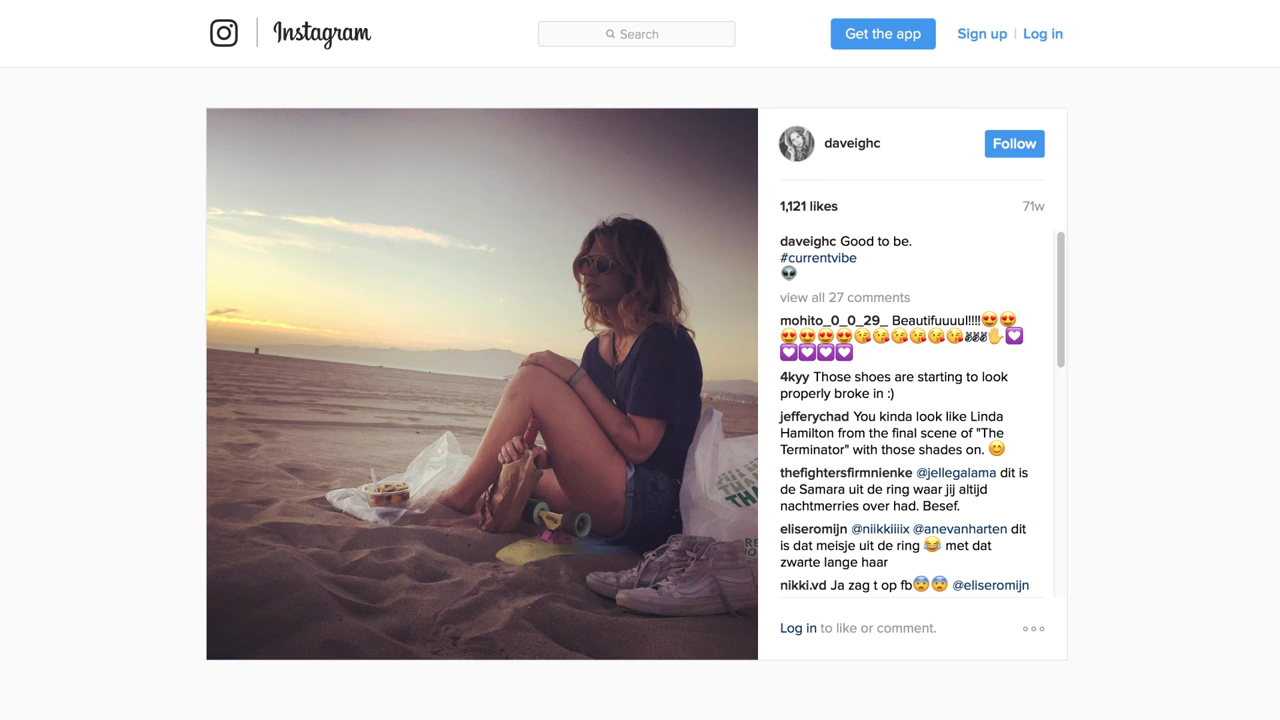 Instagram
Search
Get the app
Sign up | Log in
daveighc
Follow
1,121 likes
71w
daveighc Good to be.
#currentvibe
👽
view all 27 comments
mohito_0_0_29_ Beautifuuuul!!!!😍😍
😍😍😍😍😘😘😘😘😘😘✌✌✌✋💟
💟💟💟💟
4kyy Those shoes are starting to look
properly broke in :)
jefferychad You kinda look like Linda
Hamilton from the final scene of "The
Terminator" with those shades on. 😊
thefightersfirmnienke @jellegalama dit is
de Samara uit de ring waar jij altijd
nachtmerries over had. Besef.
eliseromijn @niikkiiiix @anevanharten dit
is dat meisje uit de ring 😂 met dat
zwarte lange haar
nikki.vd Ja zag t op fb😨😨 @eliseromijn
Log in to like or comment.